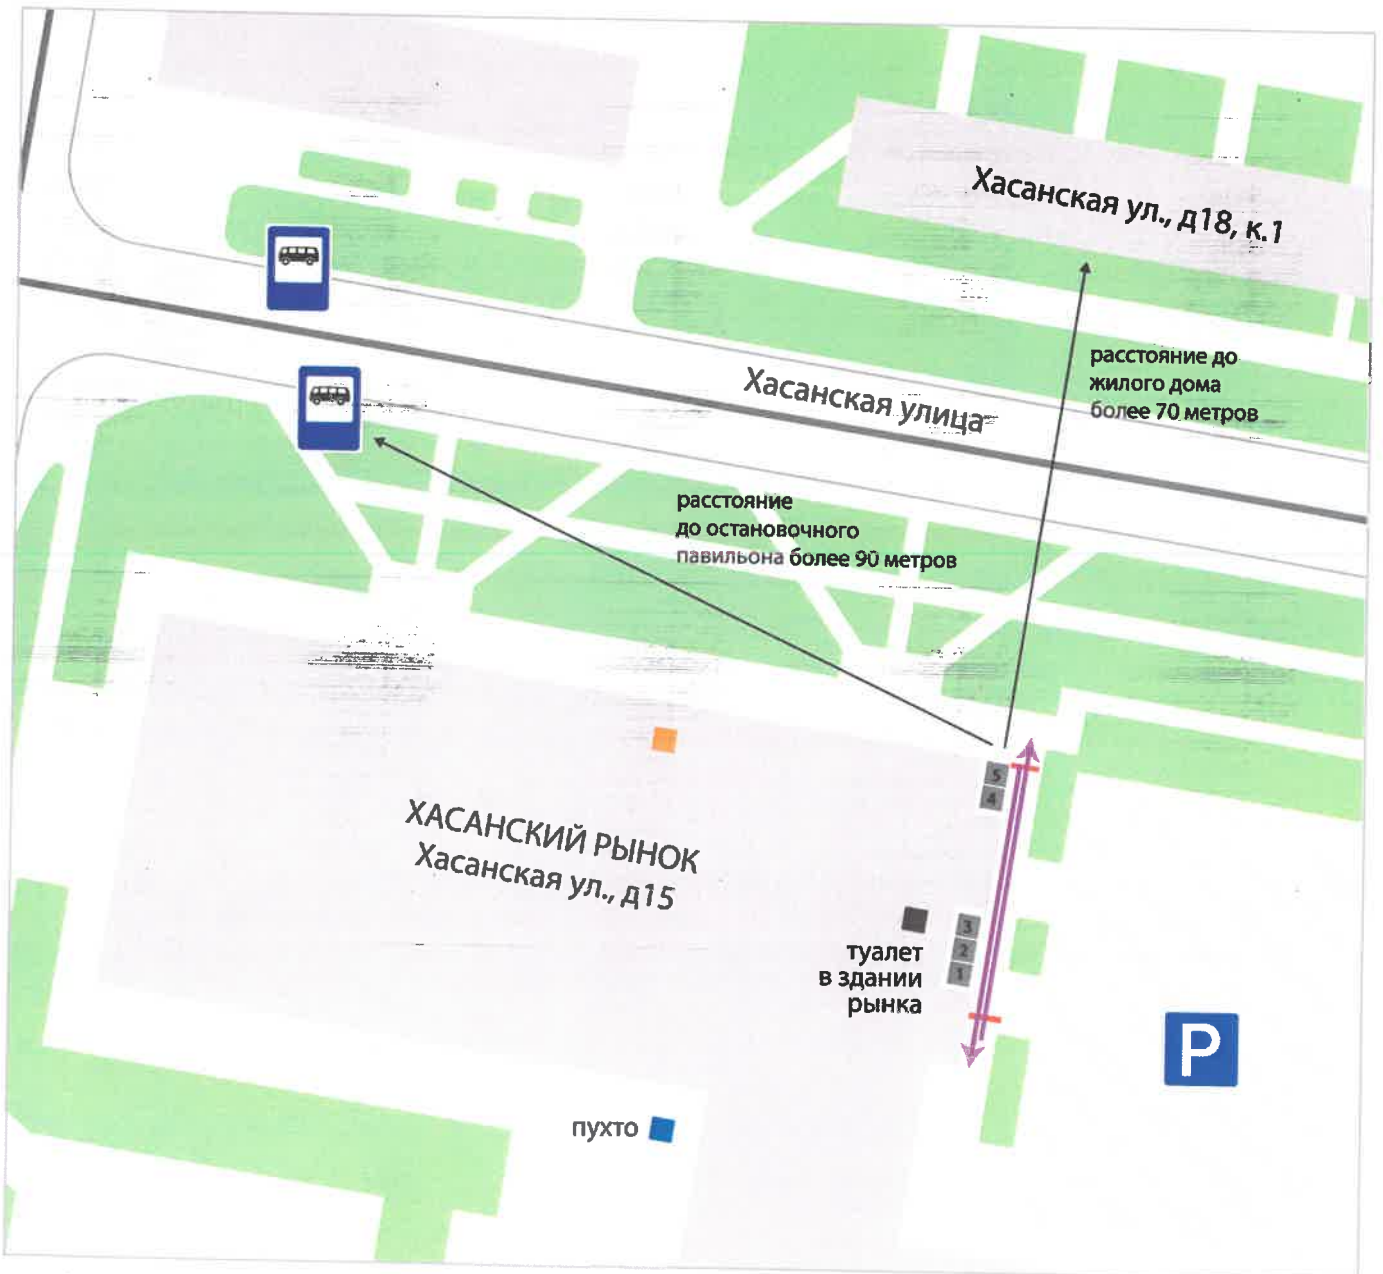 Хасанская ул., д18, к.1
расстояние до
жилого дома
более 70 метров
Хасанская улица
расстояние
до остановочного
павильона более 90 метров
5
4
ХАСАНСКИЙ РЫНОК
Хасанская ул., д15
3
2
1
туалет
в здании
рынка
P
пухто